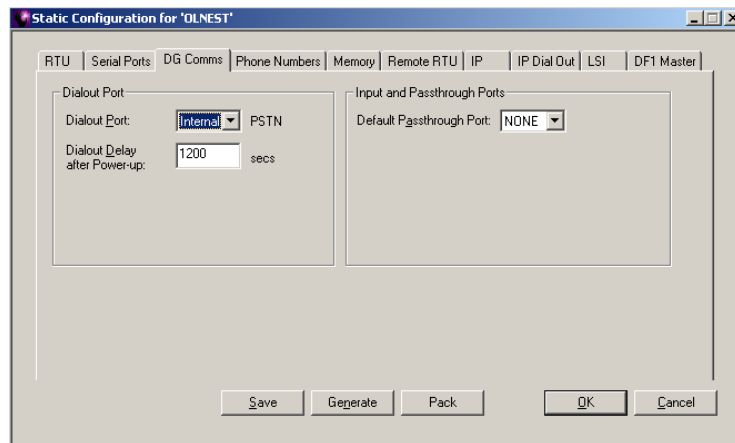 Static Configuration for 'OLNEST'
RTU Serial Ports DG Comms Phone Numbers Memory Remote RTU IP IP Dial Out LSI DF1 Master
Dialout Port
Dialout Port: Internal PSTN
Dialout Delay
after Power-up: 1200 secs
Input and Passthrough Ports
Default Passthrough Port: NONE
Save Generate Pack OK Cancel